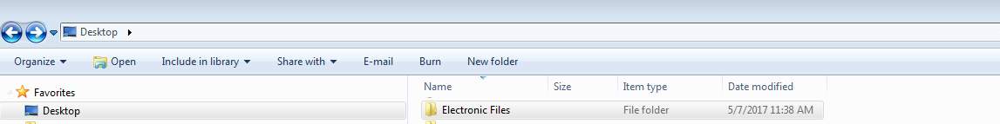 Desktop
Organize Open Include in library Share with E-mail Burn New folder
Favorites
Desktop
Name Size Item type Date modified
Electronic Files File folder 5/7/2017 11:38 AM